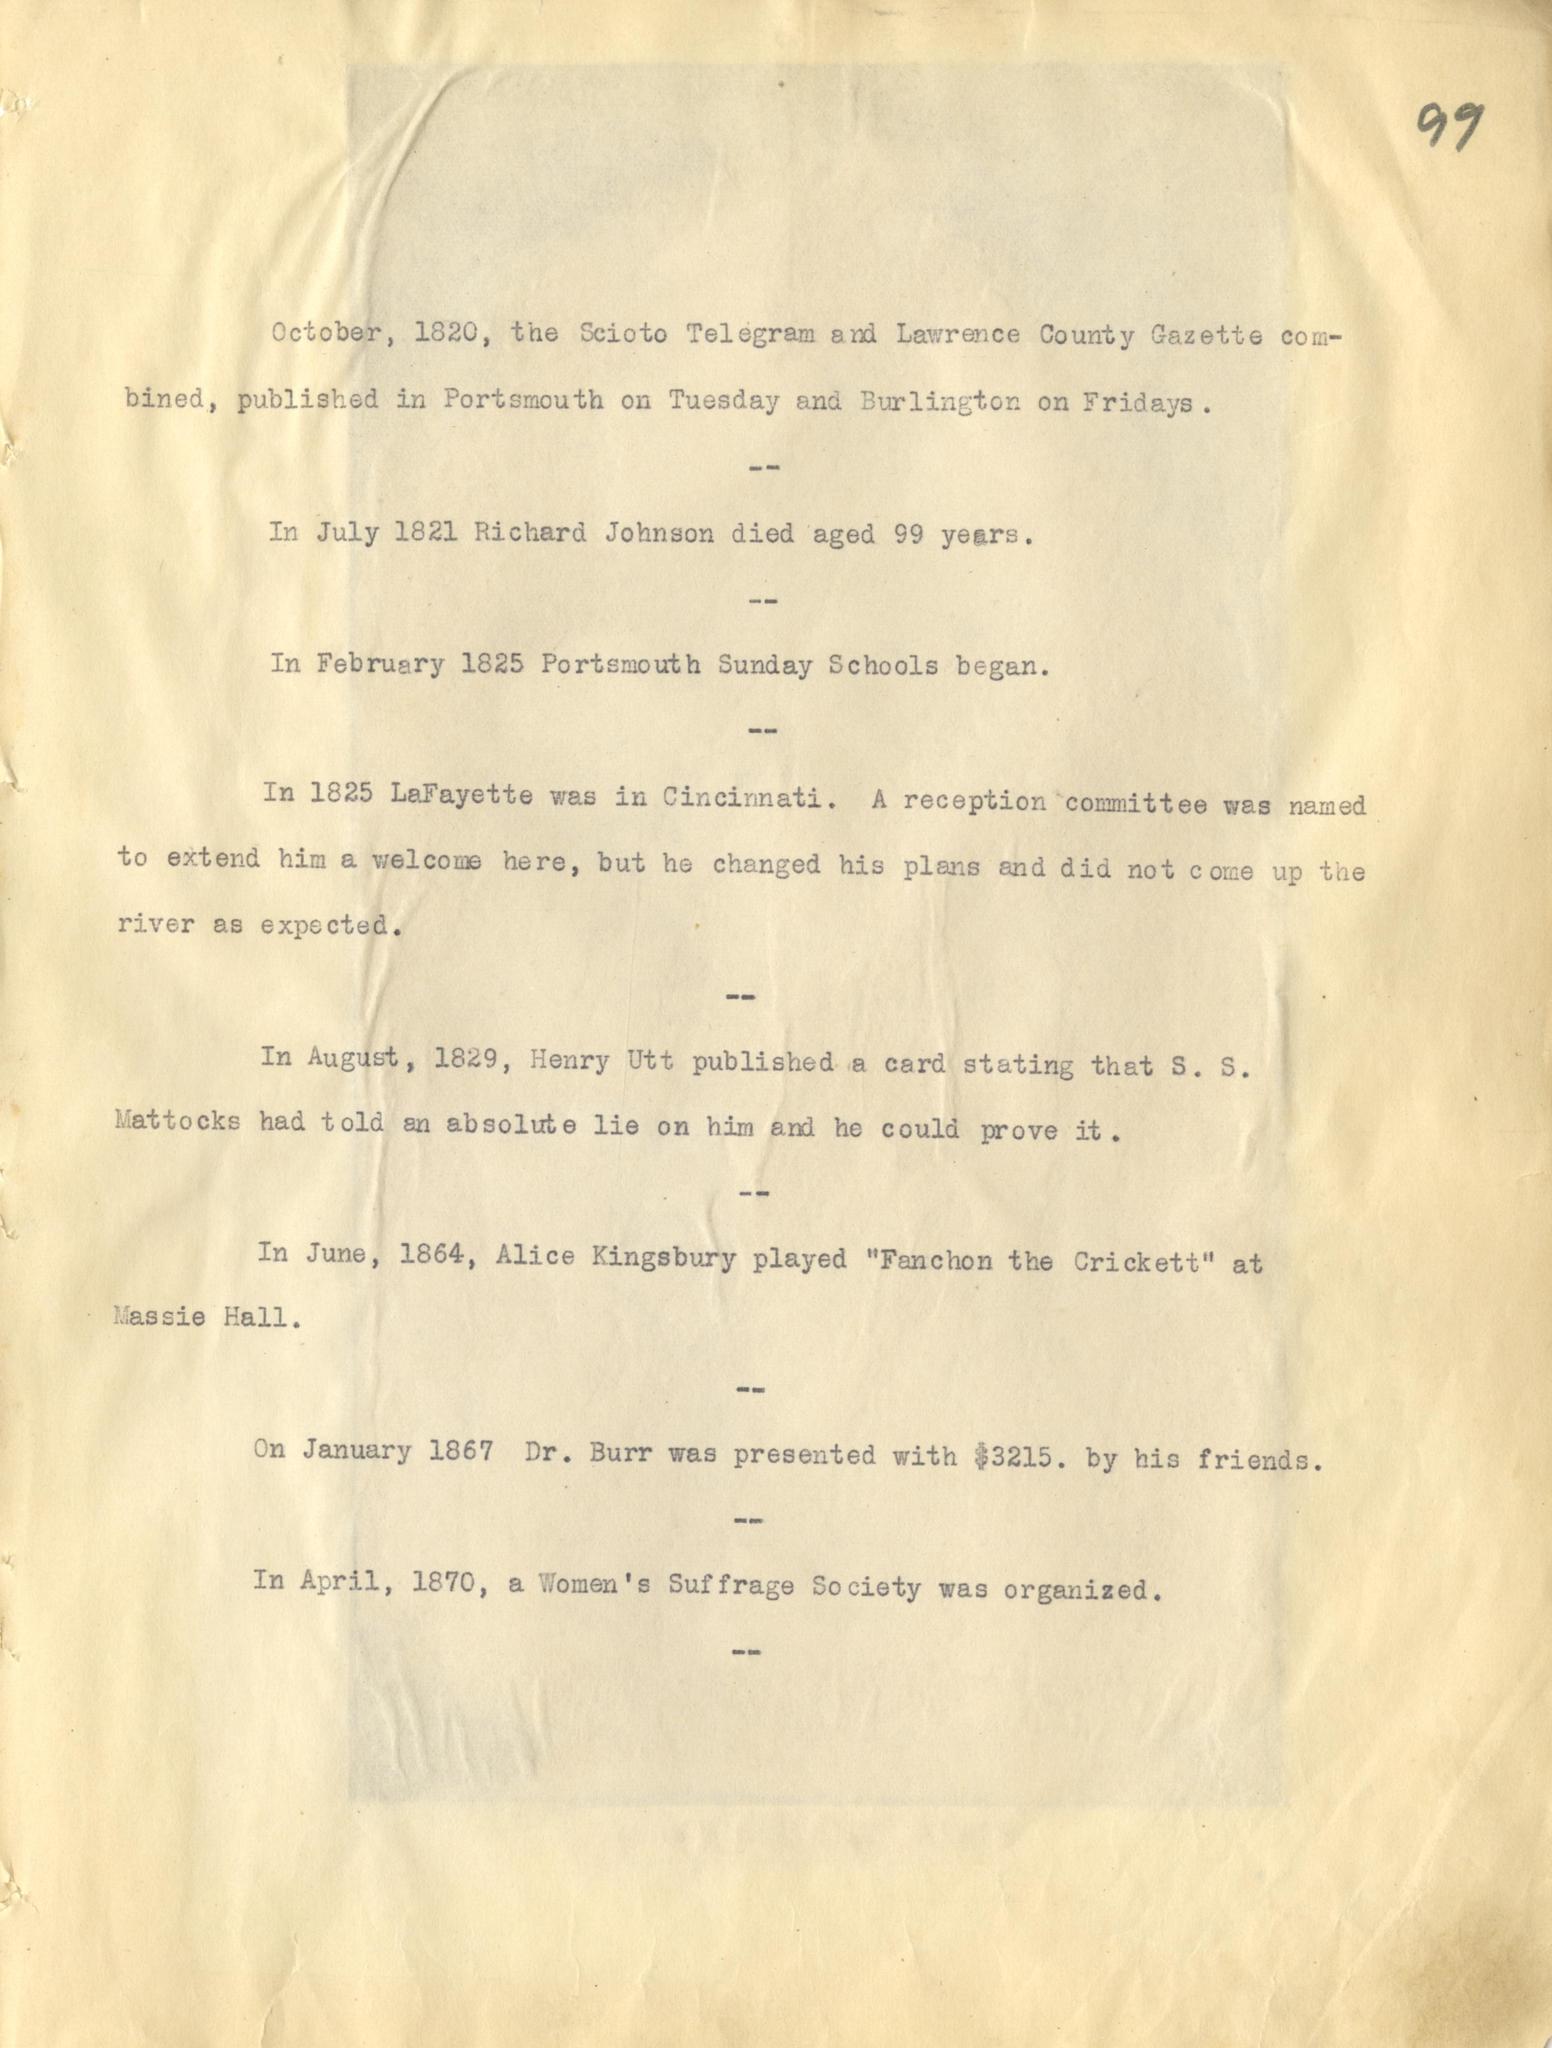 99
October, 1820, the Scioto Telegram and Lawrence County Gazette com-
bined, published in Portsmouth on Tuesday and Burlington on Fridays.
--
In July 1821 Richard Johnson died aged 99 years.
--
In February 1825 Portsmouth Sunday Schools began.
--
In 1825 LaFayette was in Cincinnati. A reception committee was named
to extend him a welcome here, but he changed his plans and did not come up the
river as expected.
--
In August, 1829, Henry Utt published a card stating that S. S.
Mattocks had told an absolute lie on him and he could prove it.
--
In June, 1864, Alice Kingsbury played "Fanchon the Crickett" at
Massie Hall.
--
On January 1867 Dr. Burr was presented with $3215. by his friends.
--
In April, 1870, a Women's Suffrage Society was organized.
--